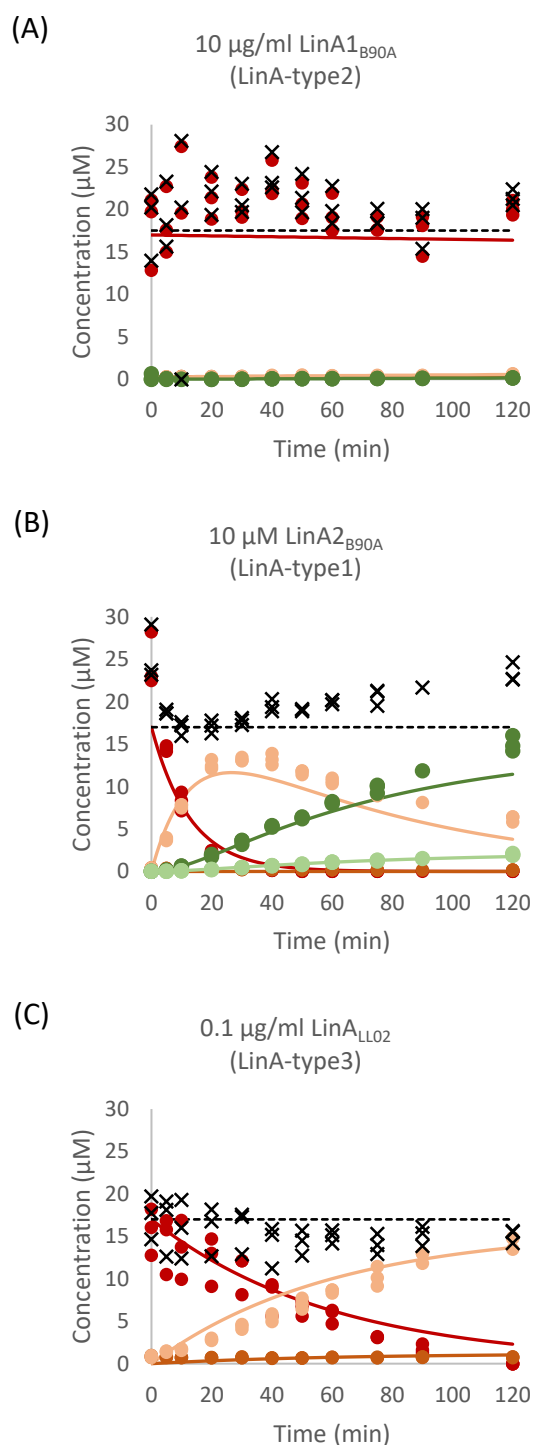 (A)
10 µg/ml LinA1B90A
(LinA-type2)
Concentration (µM)
30
25
20
15
10
5
0
0 20 40 60 80 100 120
Time (min)
(B)
10 µM LinA2B90A
(LinA-type1)
Concentration (µM)
30
25
20
15
10
5
0
0 20 40 60 80 100 120
Time (min)
(C)
0.1 µg/ml LinALL02
(LinA-type3)
Concentration (µM)
30
25
20
15
10
5
0
0 20 40 60 80 100 120
Time (min)